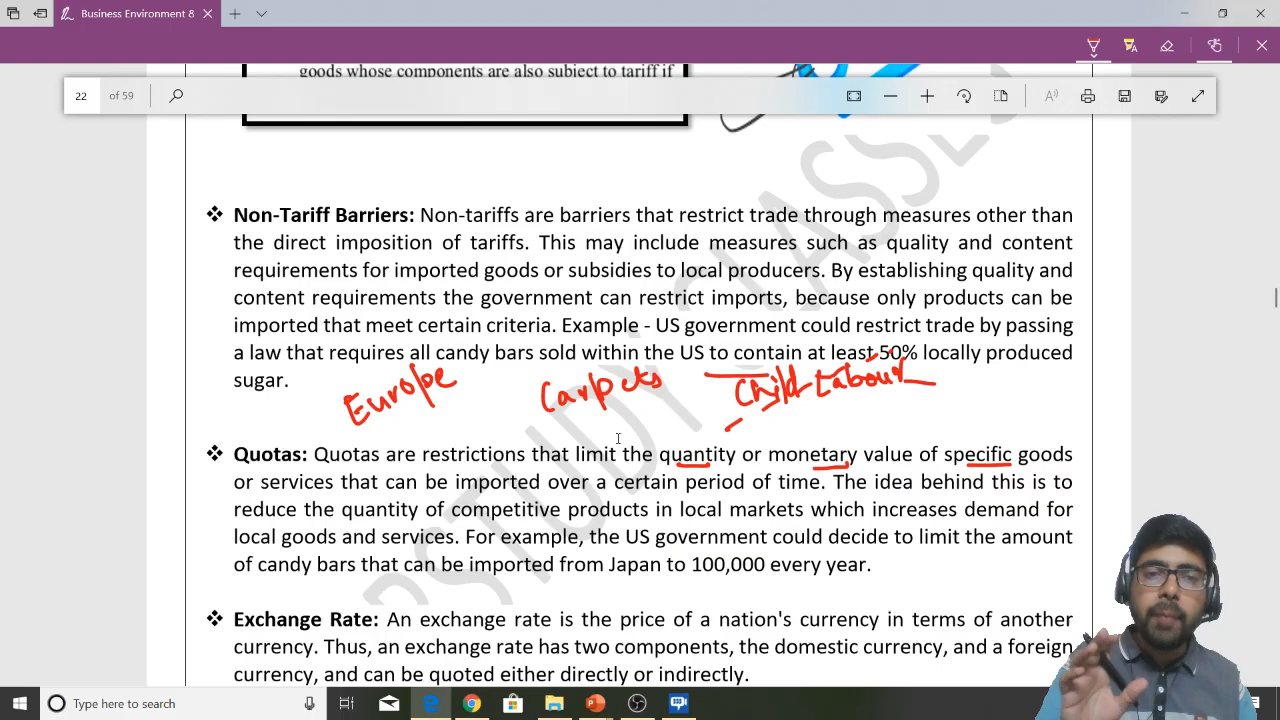 Business Environment 8
goods whose components are also subject to tariff if
22 of 59
❖ Non-Tariff Barriers: Non-tariffs are barriers that restrict trade through measures other than
the direct imposition of tariffs. This may include measures such as quality and content
requirements for imported goods or subsidies to local producers. By establishing quality and
content requirements the government can restrict imports, because only products can be
imported that meet certain criteria. Example - US government could restrict trade by passing
a law that requires all candy bars sold within the US to contain at least 50% locally produced
sugar.
Europe Carpets Child Labour
❖ Quotas: Quotas are restrictions that limit the quantity or monetary value of specific goods
or services that can be imported over a certain period of time. The idea behind this is to
reduce the quantity of competitive products in local markets which increases demand for
local goods and services. For example, the US government could decide to limit the amount
of candy bars that can be imported from Japan to 100,000 every year.
❖ Exchange Rate: An exchange rate is the price of a nation's currency in terms of another
currency. Thus, an exchange rate has two components, the domestic currency, and a foreign
currency, and can be quoted either directly or indirectly.
STUDY CLASSES
Type here to search